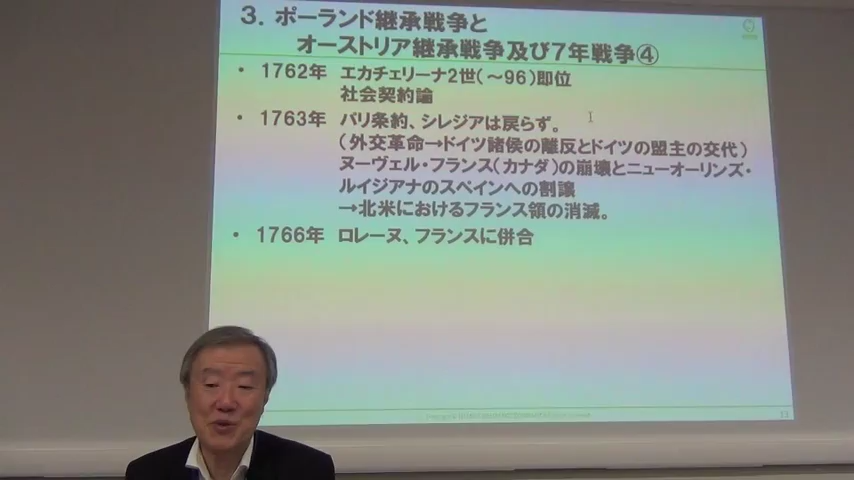 3. ポーランド継承戦争と
オーストリア継承戦争及び7年戦争④
• 1762年 エカチェリーナ2世(～96)即位
社会契約論
• 1763年 パリ条約、シレジアは戻らず。
(外交革命→ドイツ諸侯の離反とドイツの盟主の交代)
ヌーヴェル・フランス(カナダ)の崩壊とニューオーリンズ・
ルイジアナのスペインへの割譲
→北米におけるフランス領の消滅。
• 1766年 ロレーヌ、フランスに併合
13